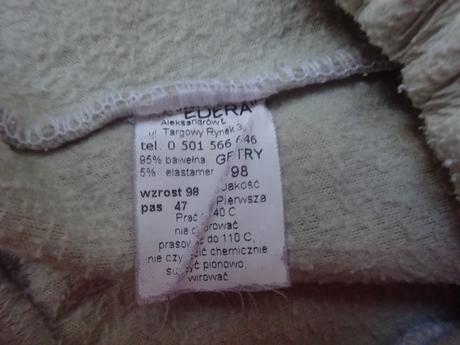 "EDERA"
Aleksandrów Ł
ul. Targowy Rynek 3
tel. 0 501 566 646
95% bawełna GETRY
5% elastamer 98
wzrost 98 Jakość
pas 47 Pierwsza
Prać 40 C
nie
prasować do 110 C,
nie czyścić chemicznie
suszyć pionowo,
wirować